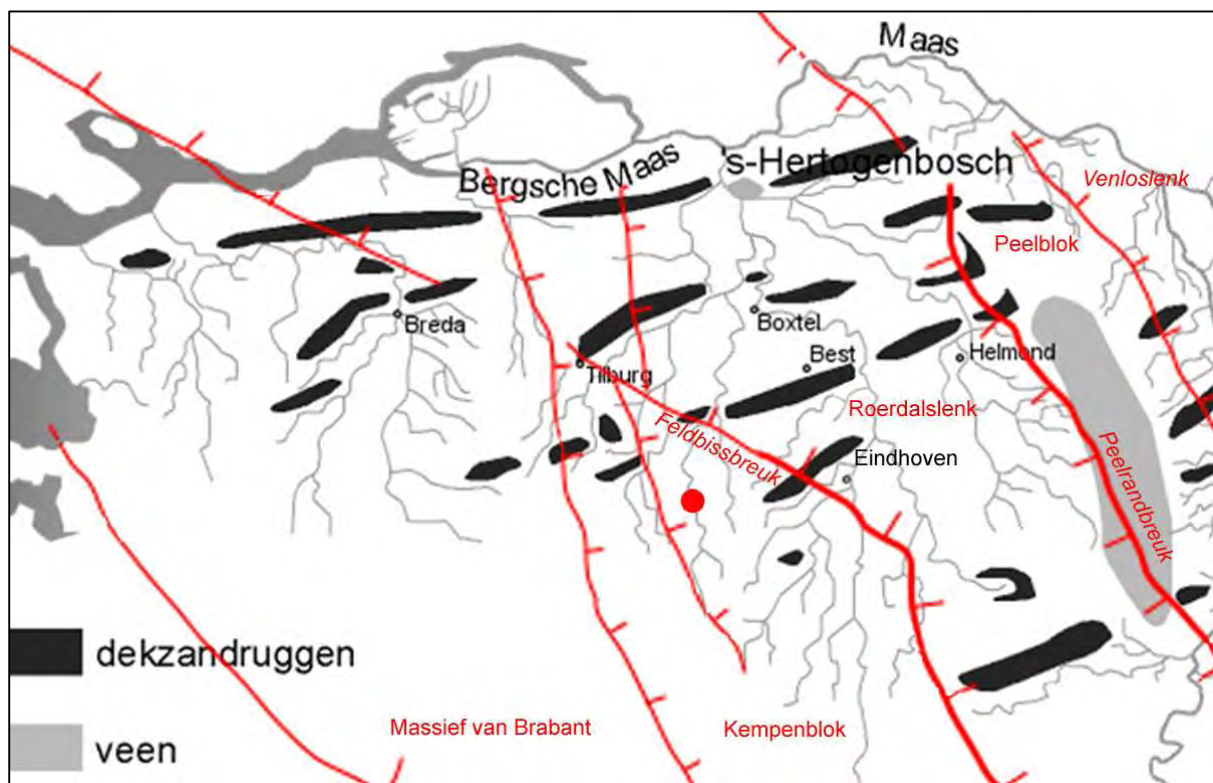 Maas
's-Hertogenbosch
Bergsche Maas
Venloslenk
Peelblok
Breda
Boxtel
Tilburg
Best
Helmond
Roerdalslenk
Feldbissbreuk
Eindhoven
Peelrandbreuk
dekzandruggen
Massief van Brabant
Kempenblok
veen